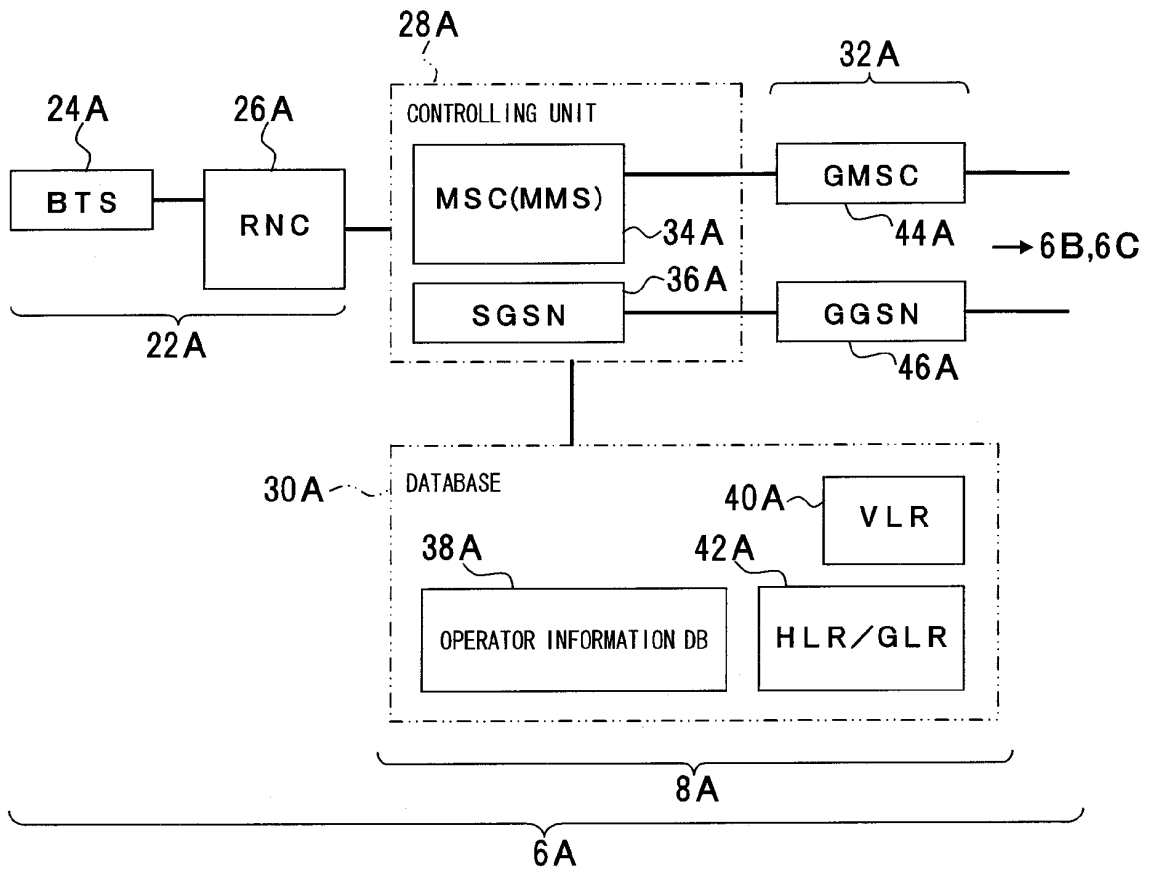 28A
32A
24A
26A
CONTROLLING UNIT
BTS
RNC
MSC(MMS)
34A
GMSC
44A
→6B,6C
36A
SGSN
GGSN
46A
22A
30A
DATABASE
40A
VLR
38A
42A
OPERATOR INFORMATION DB
HLR/GLR
8A
6A